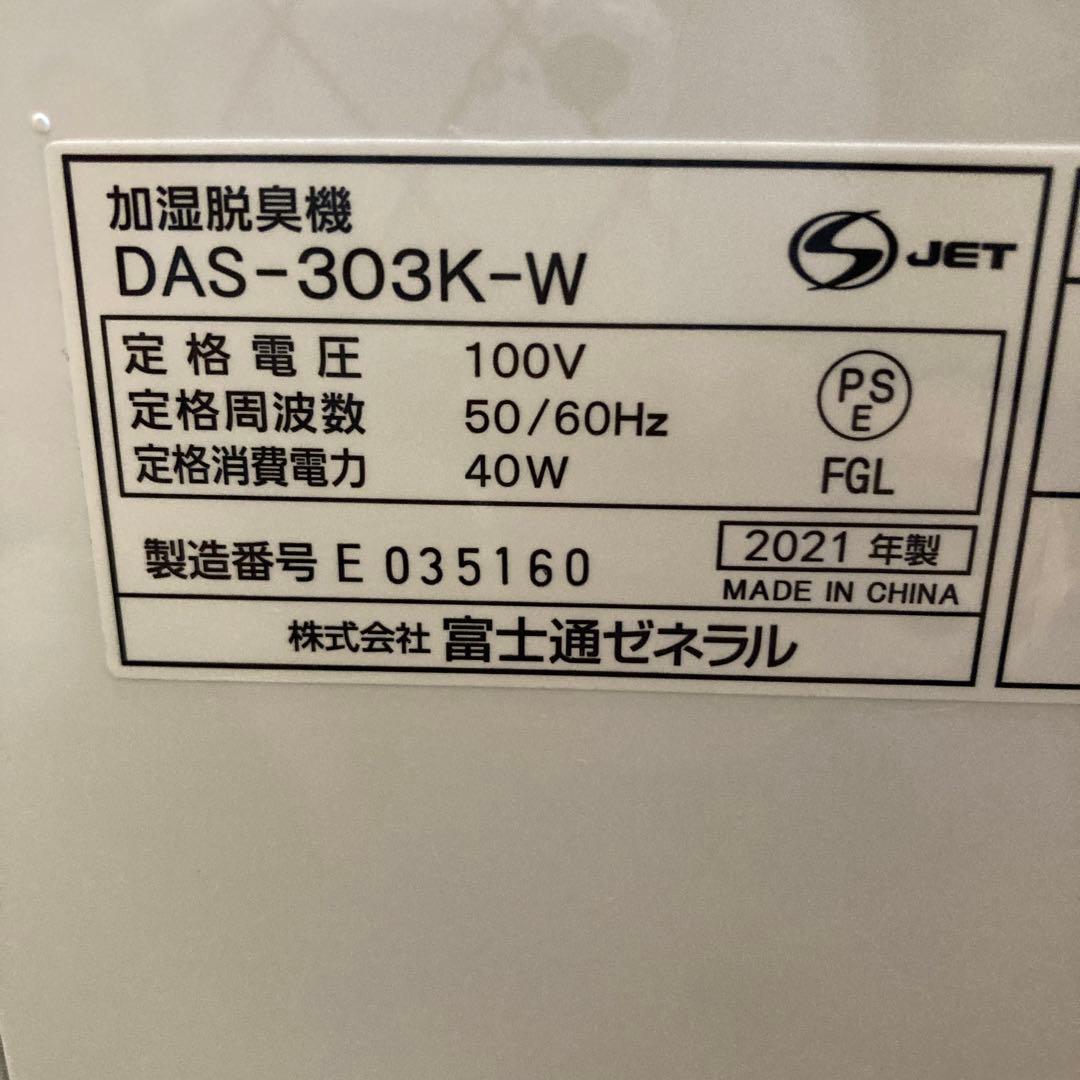 加湿脱臭機
DAS-303K-W
S JET
定格電圧 100V
定格周波数 50/60Hz
定格消費電力 40W
PS
E
FGL
製造番号 E 035160
2021 年製
MADE IN CHINA
株式会社 富士通ゼネラル